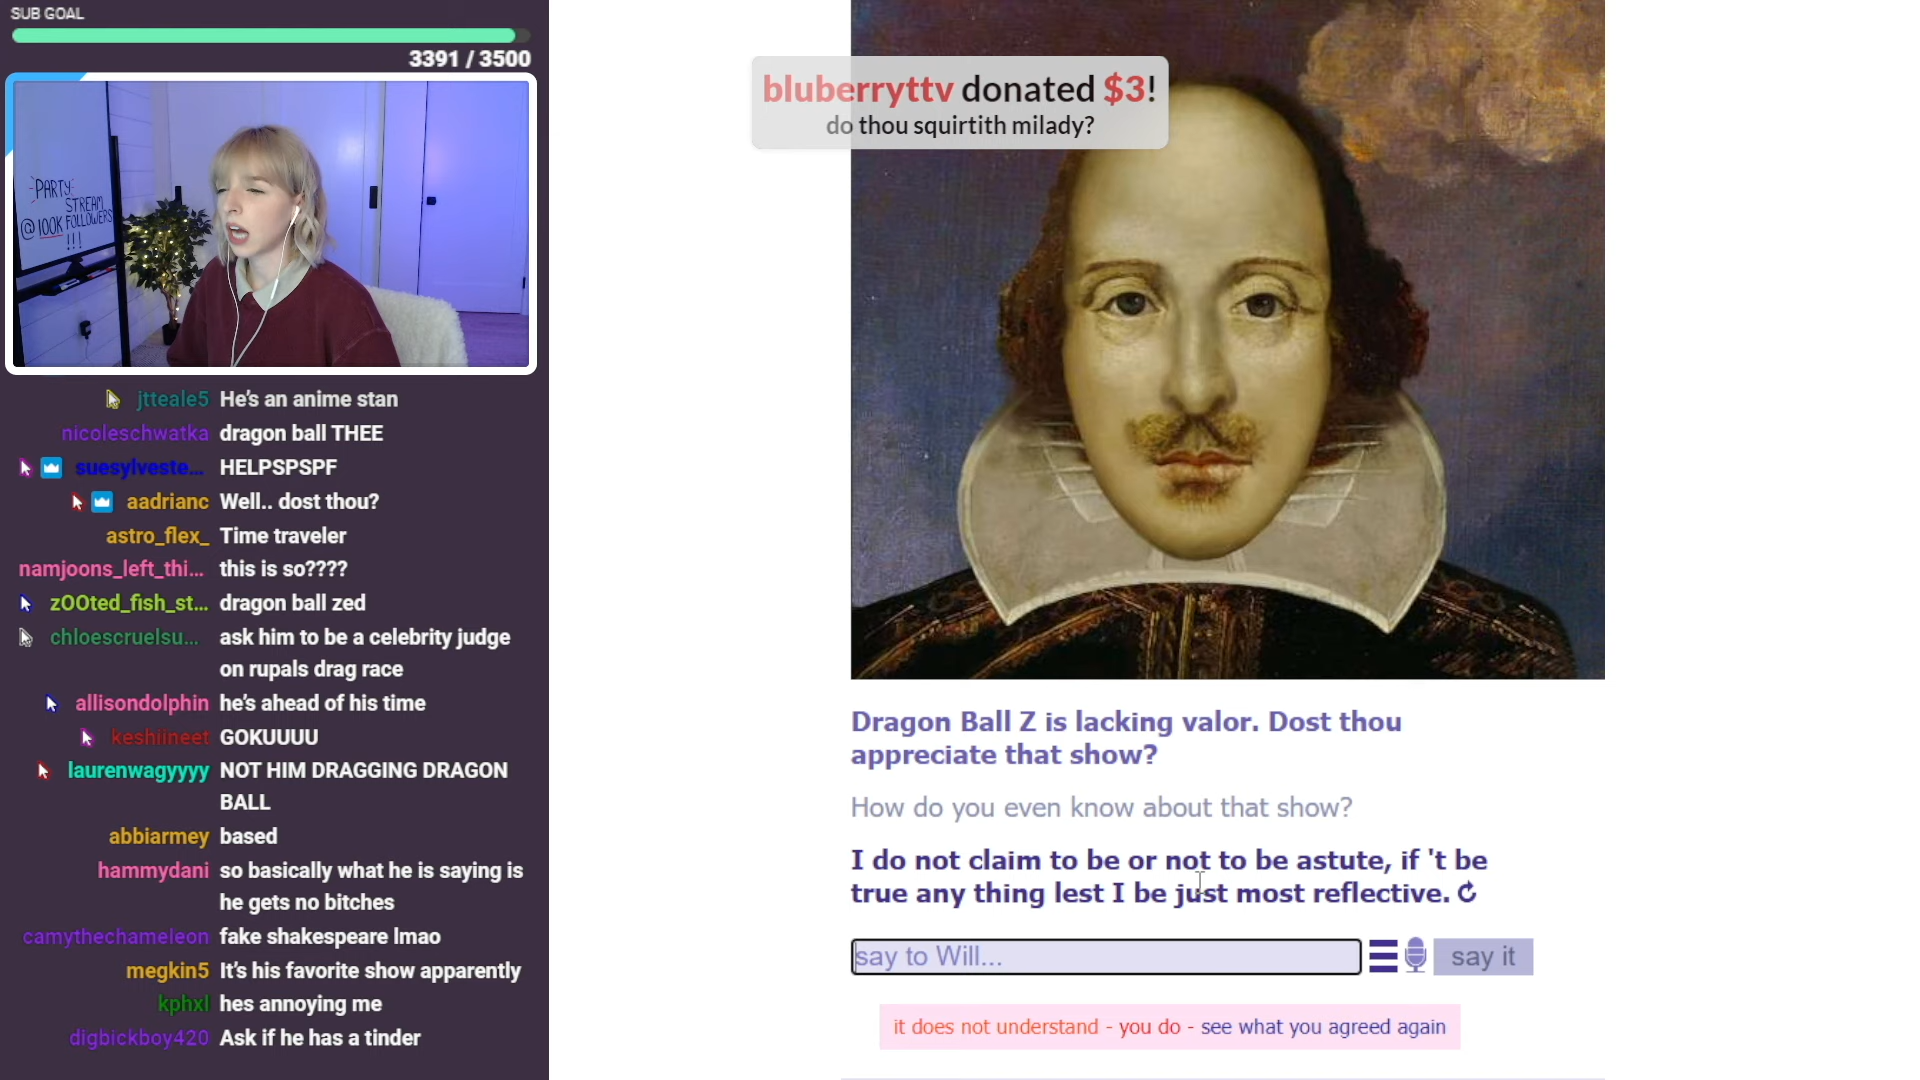 SUB GOAL
3391 / 3500
PARTY
STREAM
@100K FOLLOWERS
!!!
jtteale5 He's an anime stan
nicoleschwatka dragon ball THEE
suesylveste... HELPSPSPF
aadrianc Well.. dost thou?
astro_flex_ Time traveler
namjoons_left_thi... this is so????
zOOted_fish_st... dragon ball zed
chloescruelsu... ask him to be a celebrity judge
on rupals drag race
allisondolphin he's ahead of his time
keshiineet GOKUUUU
laurenwagyyyy NOT HIM DRAGGING DRAGON
BALL
abbiarmey based
hammydani so basically what he is saying is
he gets no bitches
camythechameleon fake shakespeare lmao
megkin5 It's his favorite show apparently
kphxl hes annoying me
digbickboy420 Ask if he has a tinder
bluberryttv donated $3!
do thou squirtith milady?
Dragon Ball Z is lacking valor. Dost thou
appreciate that show?
How do you even know about that show?
I do not claim to be or not to be astute, if 't be
true any thing lest I be just most reflective.
say to Will...
say it
it does not understand - you do - see what you agreed again